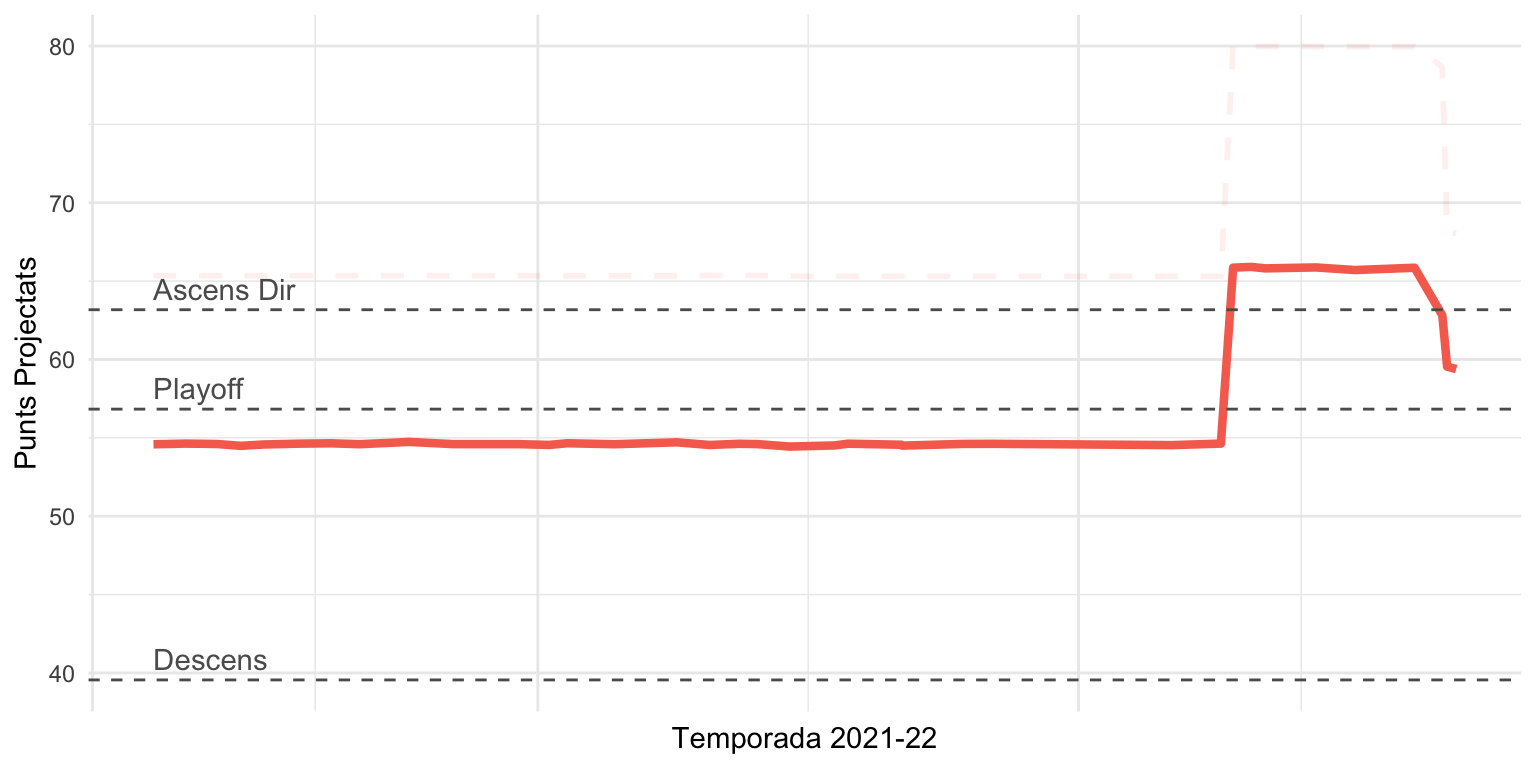 80
70
60
50
40
Punts Projectats
Ascens Dir
Playoff
Descens
Temporada 2021-22